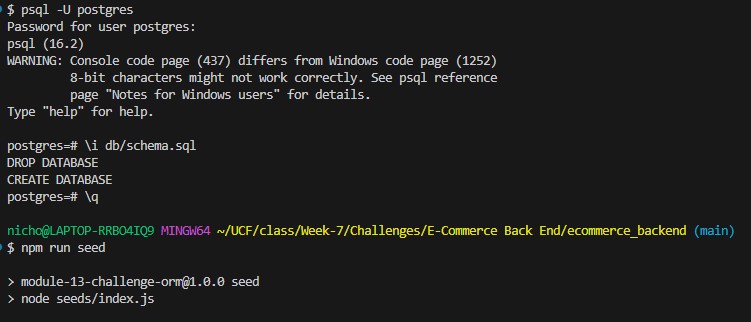 $ psql -U postgres
Password for user postgres:
psql (16.2)
WARNING: Console code page (437) differs from Windows code page (1252)
         8-bit characters might not work correctly. See psql reference
         page "Notes for Windows users" for details.
Type "help" for help.

postgres=# \i db/schema.sql
DROP DATABASE
CREATE DATABASE
postgres=# \q

nicho@LAPTOP-RRBO4IQ9 MINGW64 ~/UCF/class/Week-7/Challenges/E-Commerce Back End/ecommerce_backend (main)
$ npm run seed

> module-13-challenge-orm@1.0.0 seed
> node seeds/index.js